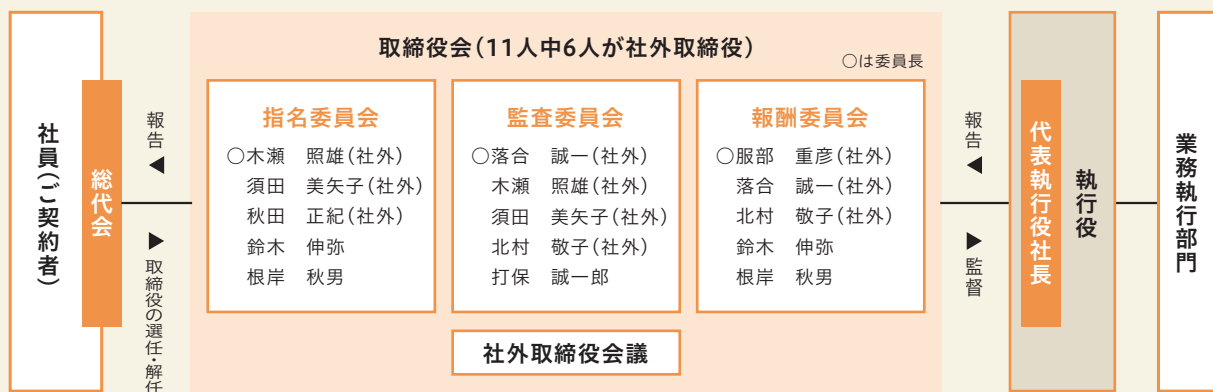 社員(ご契約者)
総代会
報告
◀
▶
取締役の選任・解任
取締役会(11人中6人が社外取締役)
○は委員長
指名委員会
○木瀬 照雄(社外)
須田 美矢子(社外)
秋田 正紀(社外)
鈴木 伸弥
根岸 秋男
監査委員会
○落合 誠一(社外)
木瀬 照雄(社外)
須田 美矢子(社外)
北村 敬子(社外)
打保 誠一郎
報酬委員会
○服部 重彦(社外)
落合 誠一(社外)
北村 敬子(社外)
鈴木 伸弥
根岸 秋男
社外取締役会議
報告
◀
▶
監督
代表執行役社長
執行役
業務執行部門